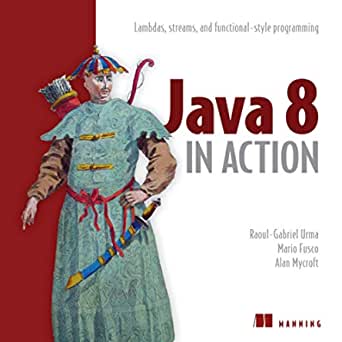 Lambdas, streams, and functional-style programming
Java 8
IN ACTION
Raoul-Gabriel Urma
Mario Fusco
Alan Mycroft
MANNING